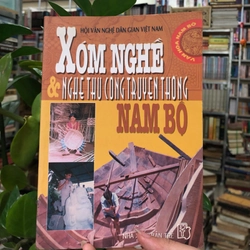 HỘI VĂN NGHỆ DÂN GIAN VIỆT NAM
XÓM NGHỀ
& NGHỀ THỦ CÔNG TRUYỀN THỐNG
NAM BỘ